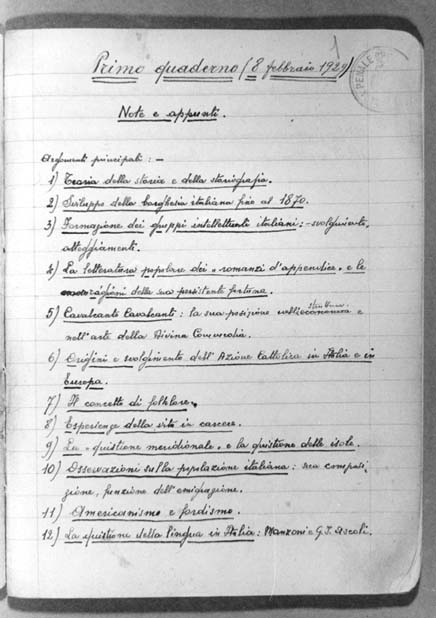 1
Primo quaderno (8 febbraio 1929)
Note e appunti.
Argomenti principali: —
1) Teoria della storia e della storiografia.
2) Sviluppo della borghesia italiana fino al 1870.
3) Formazione dei gruppi intellettuali italiani: - svolgimento,
atteggiamenti.
4) La letteratura popolare dei «romanzi d'appendice» e le
ragioni della sua persistente fortuna.
5) Cavalcante Cavalcanti: la sua posizione nella struttura economia e
nell'arte della Divina Commedia.
6) Origini e svolgimento dell'Azione Cattolica in Italia e in
Europa.
7) Il concetto di folklore.
8) Esperienze della vita in carcere.
9) La «quistione meridionale» e la quistione delle isole.
10) Osservazioni sulla popolazione italiana: sua composi-
zione, funzione dell'emigrazione.
11) Americanismo e fordismo.
12) La quistione della lingua in Italia: Manzoni e G. I. Ascoli.